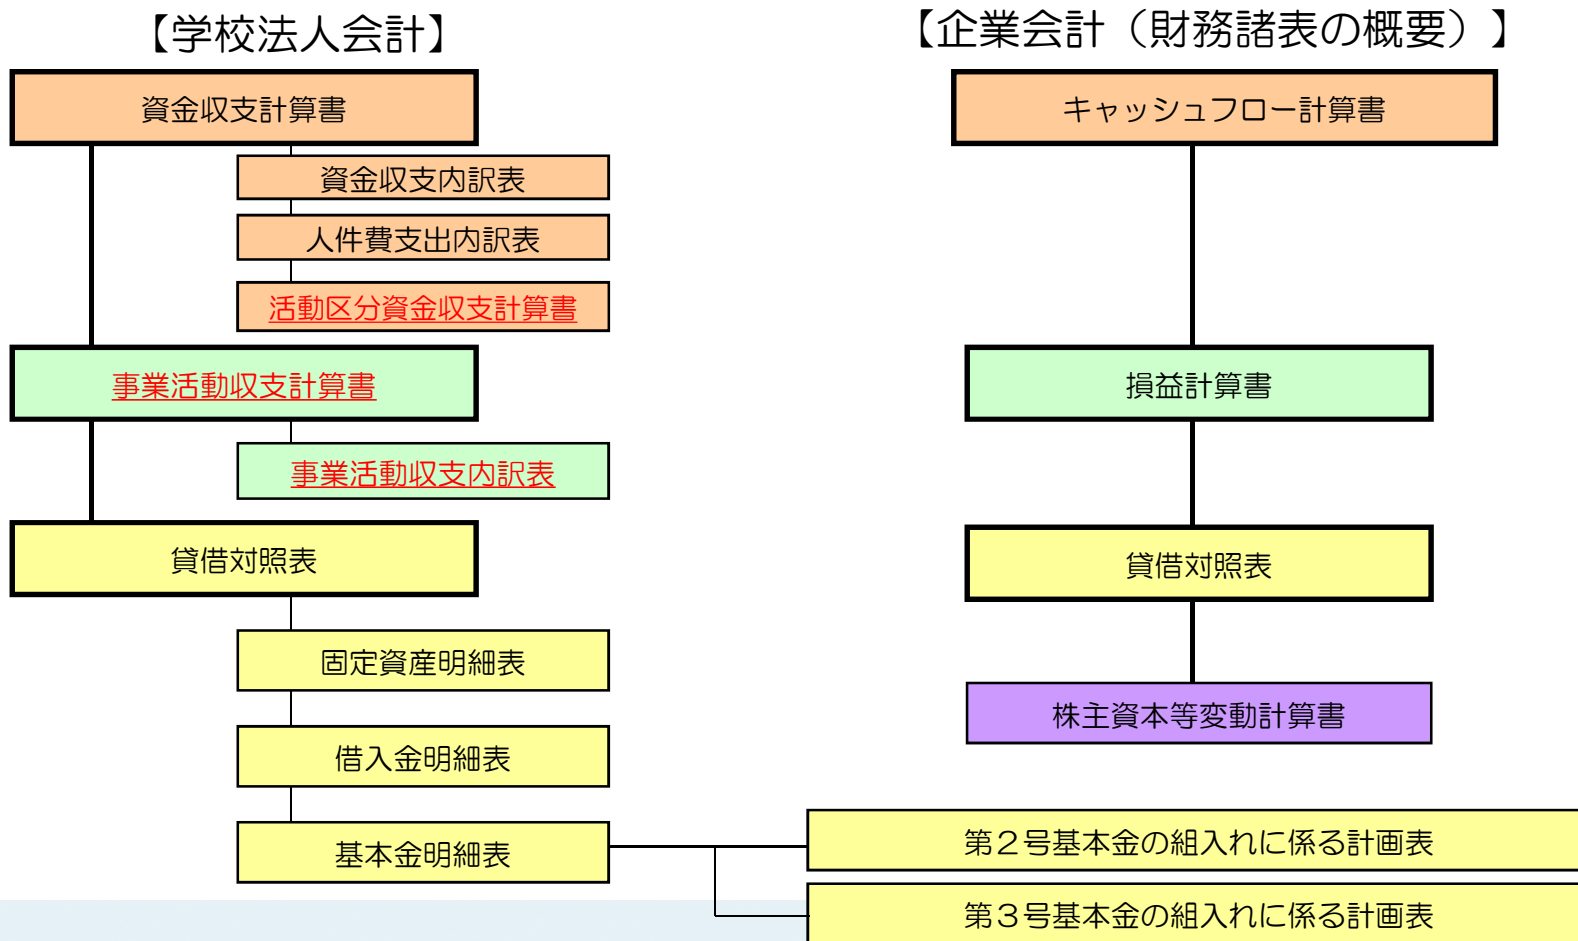 【学校法人会計】
資金収支計算書
資金収支内訳表
人件費支出内訳表
活動区分資金収支計算書
事業活動収支計算書
事業活動収支内訳表
貸借対照表
固定資産明細表
借入金明細表
基本金明細表
第２号基本金の組入れに係る計画表
第３号基本金の組入れに係る計画表
【企業会計（財務諸表の概要）】
キャッシュフロー計算書
損益計算書
貸借対照表
株主資本等変動計算書